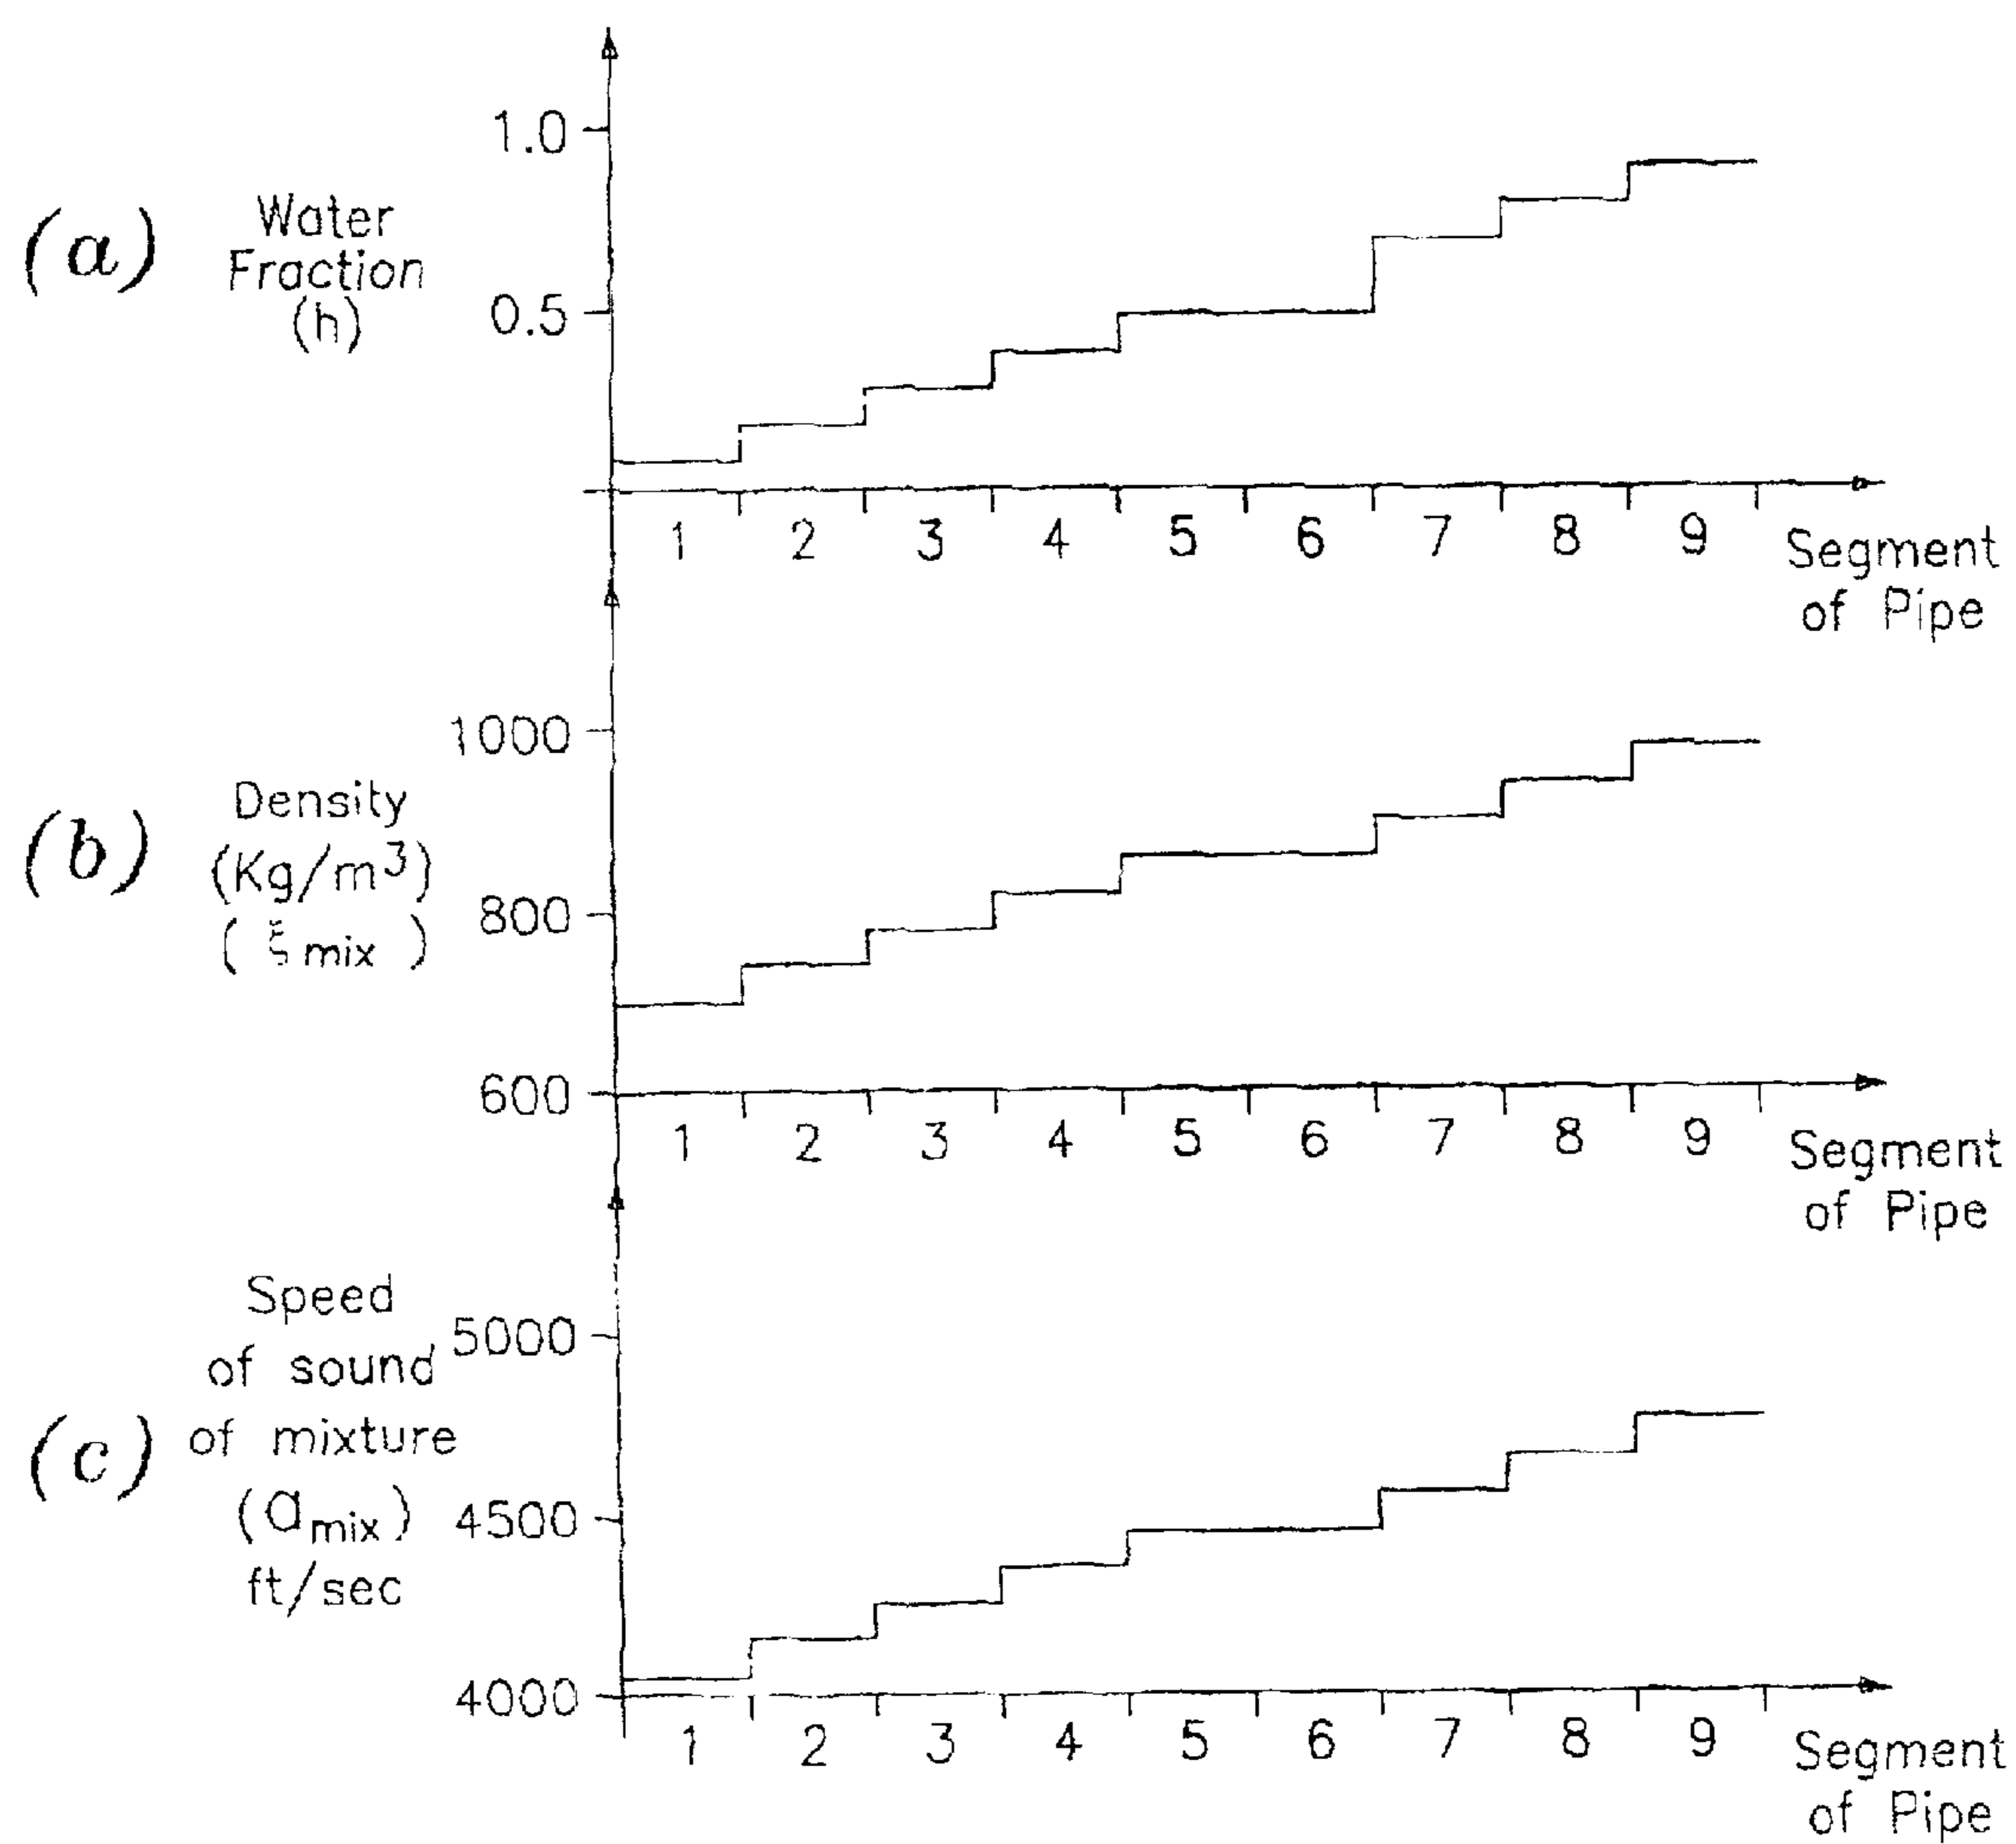 (a)
Water
Fraction
(h)
1.0
0.5
1 2 3 4 5 6 7 8 9
Segment
of Pipe
(b)
Density
(Kg/m³)
( ξmix )
1000
800
600
1 2 3 4 5 6 7 8 9
Segment
of Pipe
(c)
Speed
of sound
of mixture
(amix)
ft/sec
5000
4500
4000
1 2 3 4 5 6 7 8 9
Segment
of Pipe